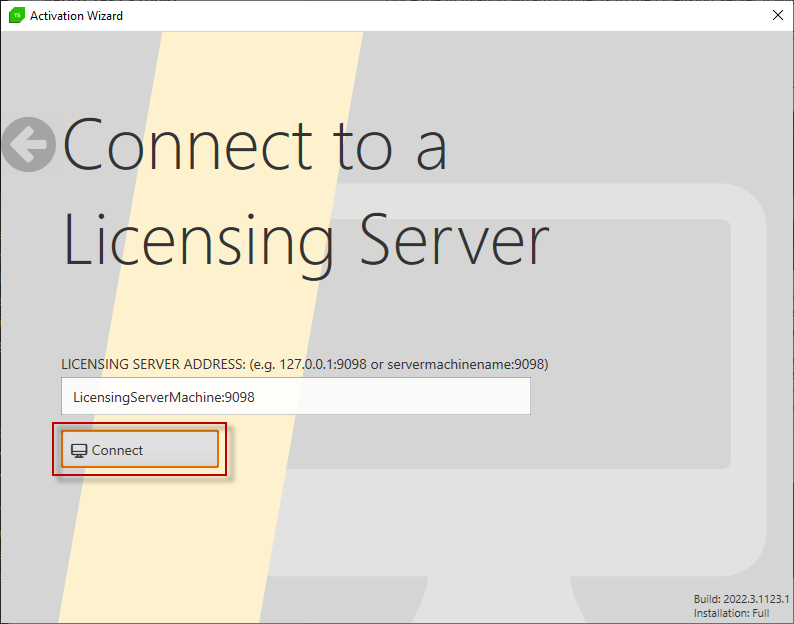 TS Activation Wizard
Connect to a
Licensing Server
LICENSING SERVER ADDRESS: (e.g. 127.0.0.1:9098 or servermachinename:9098)
LicensingServerMachine:9098
Connect
Build: 2022.3.1123.1
Installation: Full